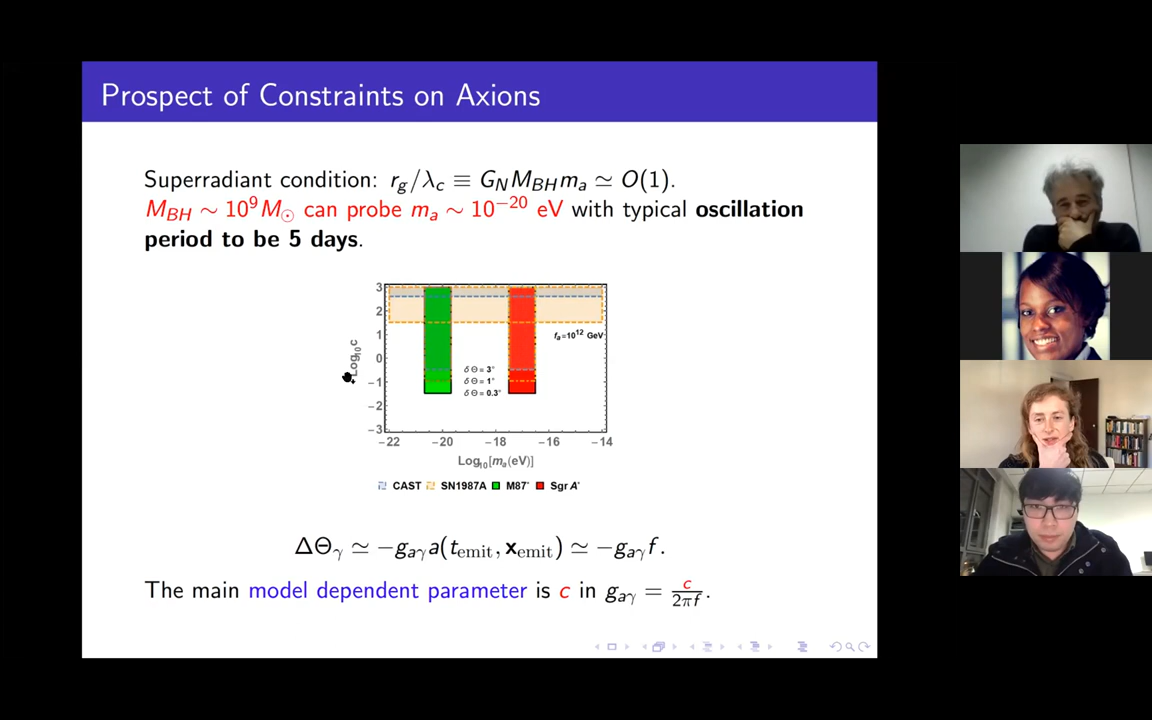 Prospect of Constraints on Axions
Superradiant condition: r_g/λ_c ≡ G_N M_BH m_a ≃ O(1).
M_BH ∼ 10^9 M_⊙ can probe m_a ∼ 10^−20 eV with typical oscillation
period to be 5 days.
3
2
1
0
−1
−2
−3
Log₁₀c
f_a=10^12 GeV
δΘ= 3°
δΘ= 1°
δΘ= 0.3°
−22 −20 −18 −16 −14
Log₁₀[m_a(eV)]
CAST SN1987A M87* Sgr A*
ΔΘ_γ ≃ −g_aγ a(t_emit, x_emit) ≃ −g_aγ f.
The main model dependent parameter is c in g_aγ = c/2πf.